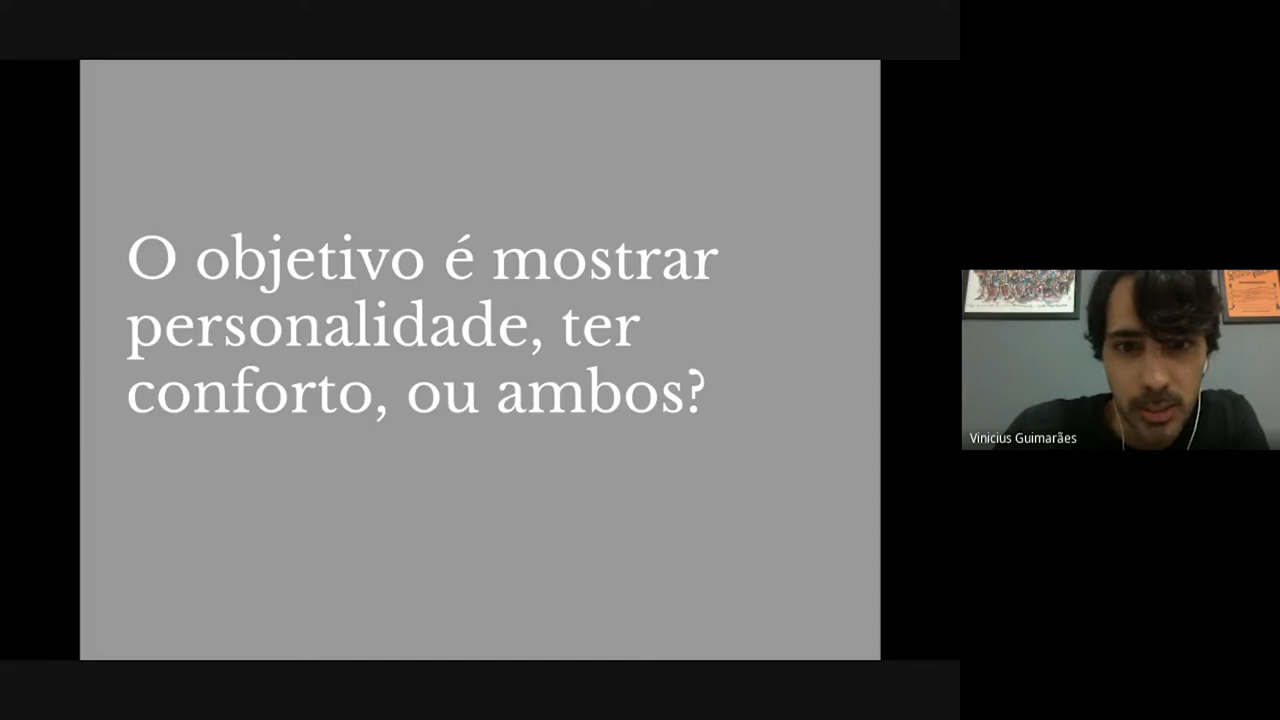 O objetivo é mostrar
personalidade, ter
conforto, ou ambos?
Vinicius Guimarães